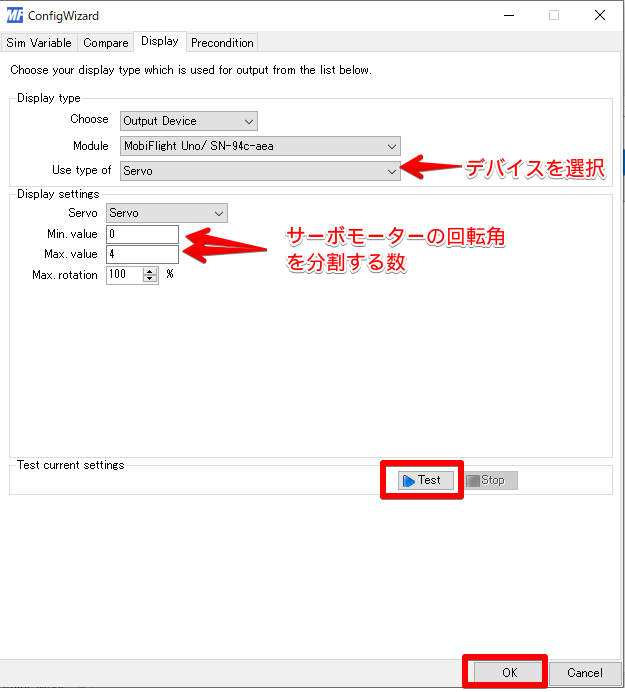 MF ConfigWizard
Sim Variable Compare Display Precondition
Choose your display type which is used for output from the list below.
Display type
Choose Output Device
Module MobiFlight Uno/ SN-94c-aea
Use type of Servo
デバイスを選択
Display settings
Servo Servo
Min. value 0
Max. value 4
Max. rotation 100 %
サーボモーターの回転角
を分割する数
Test current settings
Test Stop
OK Cancel